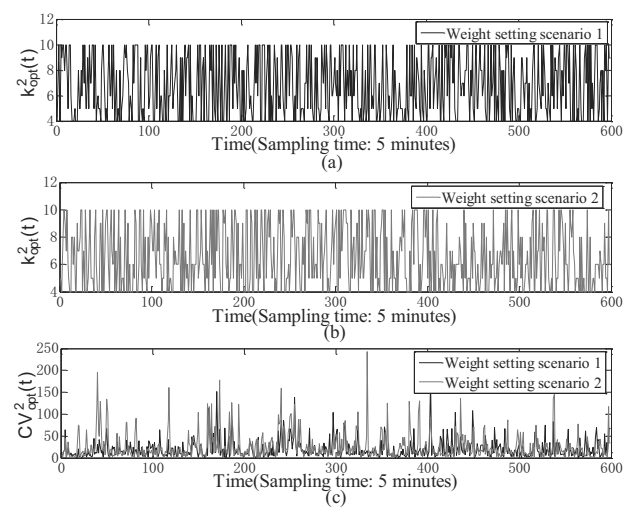 12
10
8
6
4
k²opt(t)
Weight setting scenario 1
0 100 200 300 400 500 600
Time(Sampling time: 5 minutes)
(a)
12
10
8
6
4
k²opt(t)
Weight setting scenario 2
0 100 200 300 400 500 600
Time(Sampling time: 5 minutes)
(b)
250
200
150
100
50
0
CV²opt(t)
Weight setting scenario 1
Weight setting scenario 2
0 100 200 300 400 500 600
Time(Sampling time: 5 minutes)
(c)